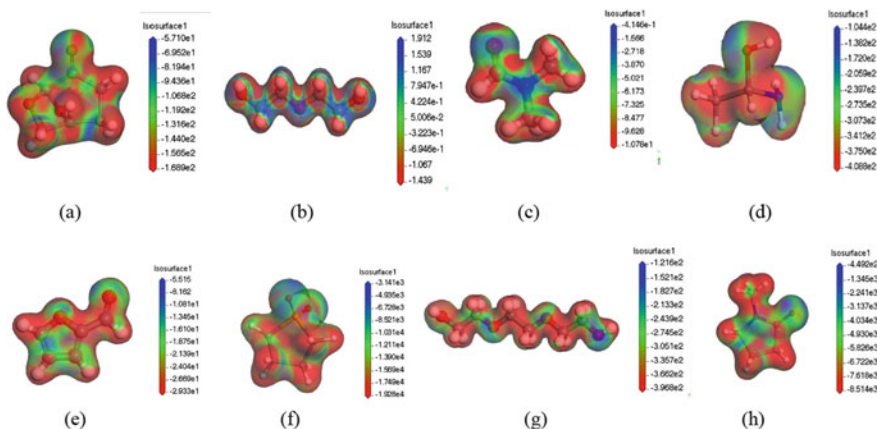 Isosurface1
-5.710e1
-6.952e1
-8.194e1
-9.436e1
-1.068e2
-1.192e2
-1.316e2
-1.440e2
-1.565e2
-1.689e2
(a)
Isosurface1
1.912
1.539
1.167
7.947e-1
4.224e-1
5.006e-2
-3.223e-1
-6.946e-1
-1.067
-1.439
(b)
Isosurface1
-4.146e-1
-1.566
-2.718
-3.870
-5.021
-6.173
-7.325
-8.477
-9.628
-1.078e1
(c)
Isosurface1
-1.044e2
-1.382e2
-1.720e2
-2.059e2
-2.397e2
-2.735e2
-3.073e2
-3.412e2
-3.750e2
-4.088e2
(d)
Isosurface1
-5.515
-8.162
-1.081e1
-1.345e1
-1.610e1
-1.875e1
-2.139e1
-2.404e1
-2.669e1
-2.933e1
(e)
Isosurface1
-3.141e3
-4.935e3
-6.728e3
-8.521e3
-1.031e4
-1.211e4
-1.390e4
-1.569e4
-1.749e4
-1.928e4
(f)
Isosurface1
-1.216e2
-1.521e2
-1.827e2
-2.133e2
-2.439e2
-2.745e2
-3.051e2
-3.357e2
-3.662e2
-3.968e2
(g)
Isosurface1
-4.492e2
-1.345e3
-2.241e3
-3.137e3
-4.034e3
-4.930e3
-5.826e3
-6.722e3
-7.618e3
-8.514e3
(h)